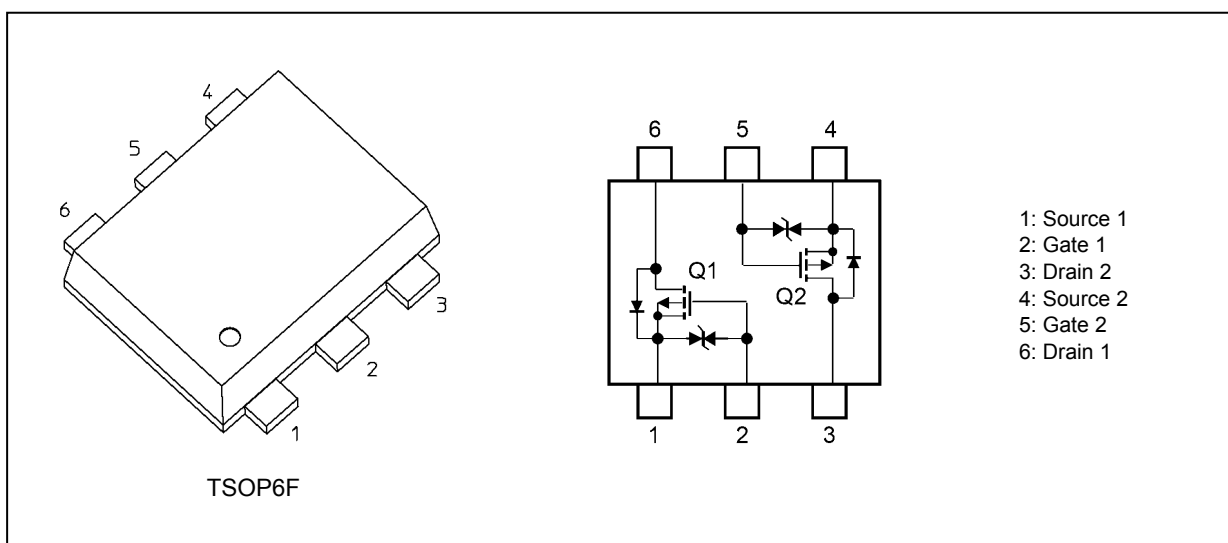 4
5
6
3
2
1
TSOP6F
6 5 4
Q1
Q2
1 2 3
1: Source 1
2: Gate 1
3: Drain 2
4: Source 2
5: Gate 2
6: Drain 1